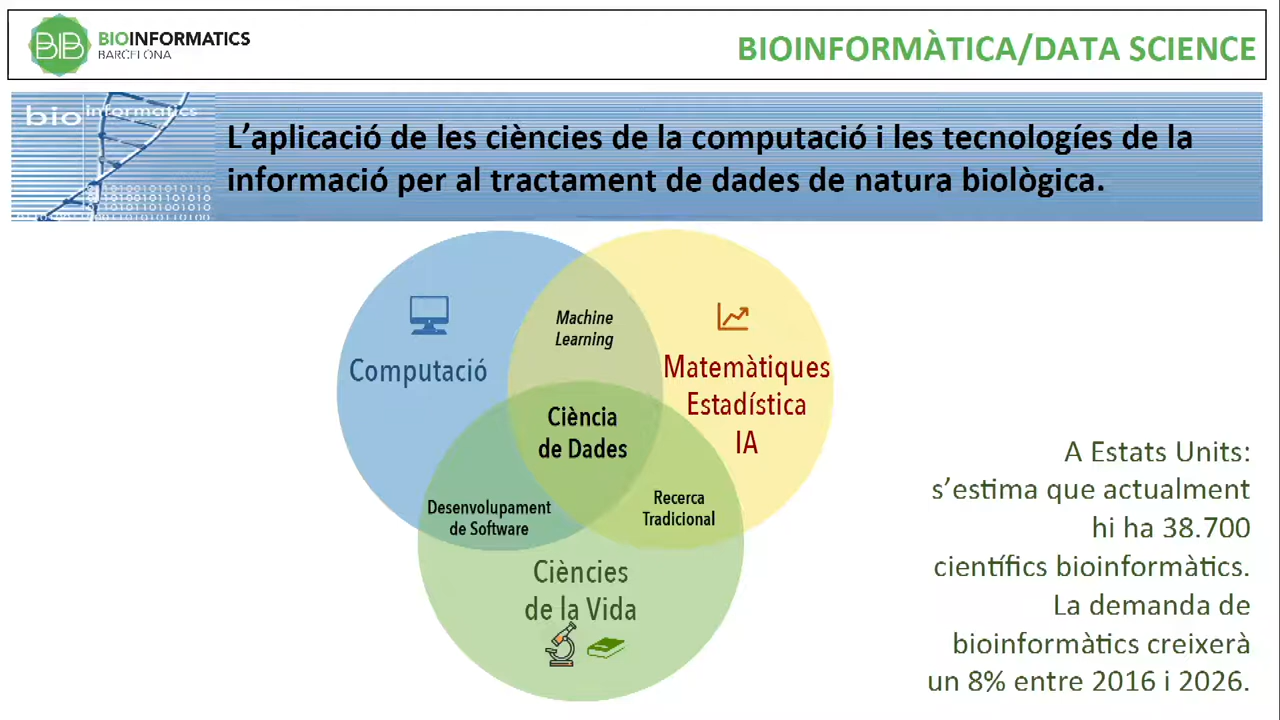 BIB BIOINFORMATICS
BARCELONA
BIOINFORMÀTICA/DATA SCIENCE
bio informatics
L’aplicació de les ciències de la computació i les tecnologíes de la
informació per al tractament de dades de natura biològica.
Machine
Learning
Computació
Matemàtiques
Estadística
IA
Ciència
de Dades
Desenvolupament
de Software
Recerca
Tradicional
Ciències
de la Vida
A Estats Units:
s’estima que actualment
hi ha 38.700
científics bioinformàtics.
La demanda de
bioinformàtics creixerà
un 8% entre 2016 i 2026.